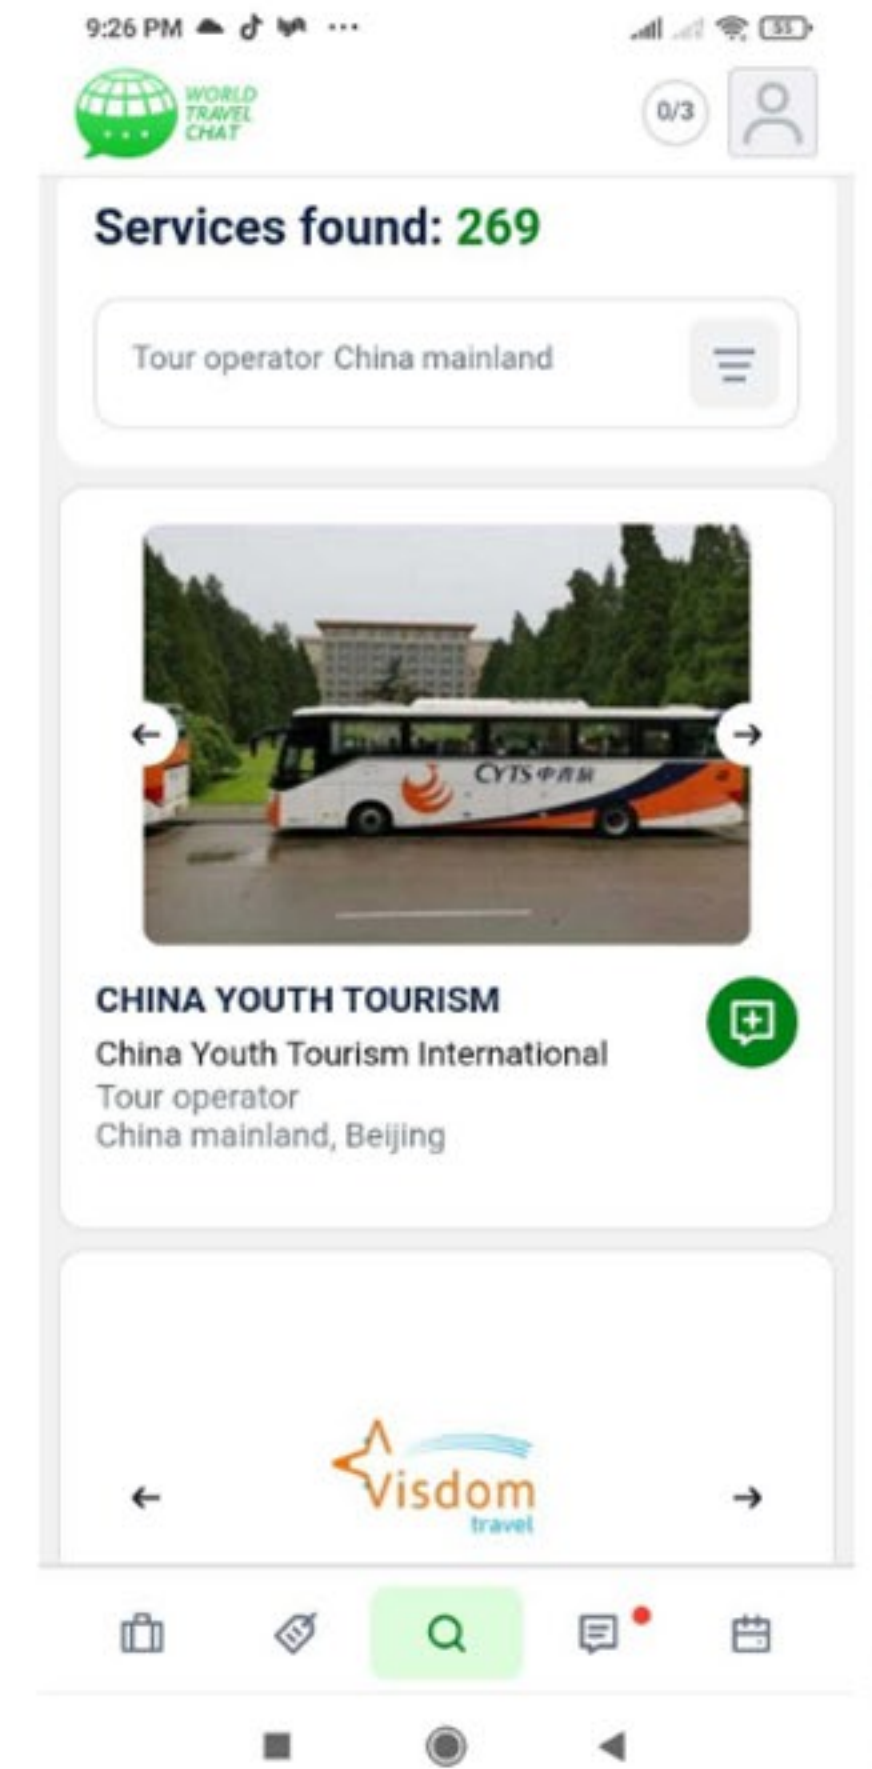 9:26 PM
55
WORLD
TRAVEL
CHAT
0/3
Services found: 269
Tour operator China mainland
CYTS 中青旅
CHINA YOUTH TOURISM
China Youth Tourism International
Tour operator
China mainland, Beijing
Visdom
travel